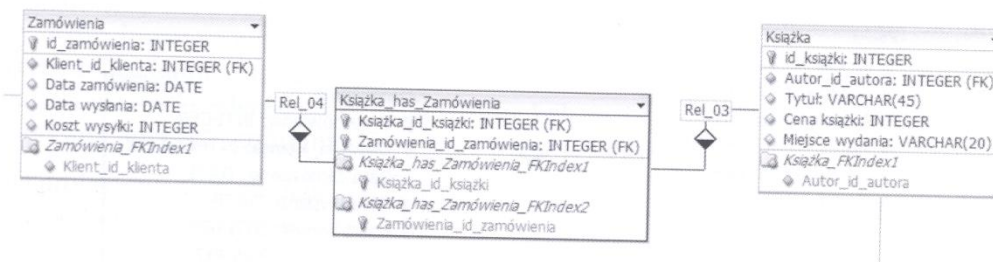 Zamówienia
id_zamówienia: INTEGER
Klient_id_klienta: INTEGER (FK)
Data zamówienia: DATE
Data wysłania: DATE
Koszt wysyłki: INTEGER
Zamówienia_FKIndex1
Klient_id_klienta
Rel_04
Książka_has_Zamówienia
Książka_id_książki: INTEGER (FK)
Zamówienia_id_zamówienia: INTEGER (FK)
Książka_has_Zamówienia_FKIndex1
Książka_id_książki
Książka_has_Zamówienia_FKIndex2
Zamówienia_id_zamówienia
Rel_03
Książka
id_książki: INTEGER
Autor_id_autora: INTEGER (FK)
Tytuł: VARCHAR(45)
Cena książki: INTEGER
Miejsce wydania: VARCHAR(20)
Książka_FKIndex1
Autor_id_autora